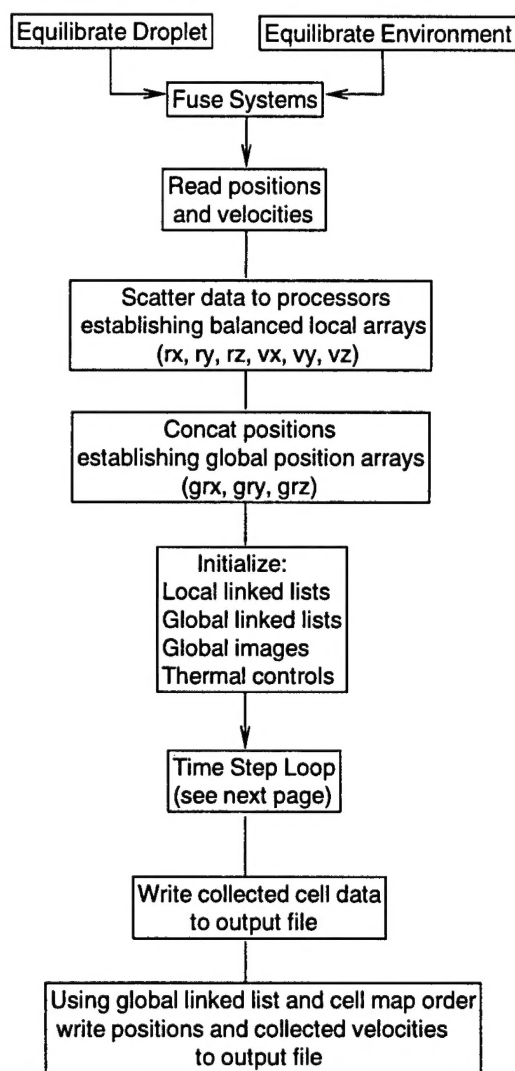 Equilibrate Droplet
Equilibrate Environment
Fuse Systems
Read positions
and velocities
Scatter data to processors
establishing balanced local arrays
(rx, ry, rz, vx, vy, vz)
Concat positions
establishing global position arrays
(grx, gry, grz)
Initialize:
Local linked lists
Global linked lists
Global images
Thermal controls
Time Step Loop
(see next page)
Write collected cell data
to output file
Using global linked list and cell map order
write positions and collected velocities
to output file